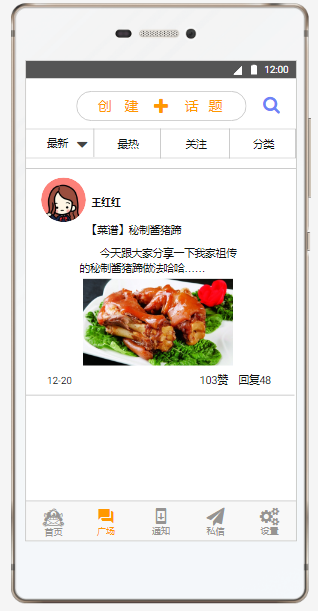 12:00
创 建 + 话 题
最新 最热 关注 分类
王红红
【菜谱】秘制酱猪蹄
今天跟大家分享一下我家祖传
的秘制酱猪蹄做法哈哈……
12-20 103赞 回复48
首页 广场 通知 私信 设置